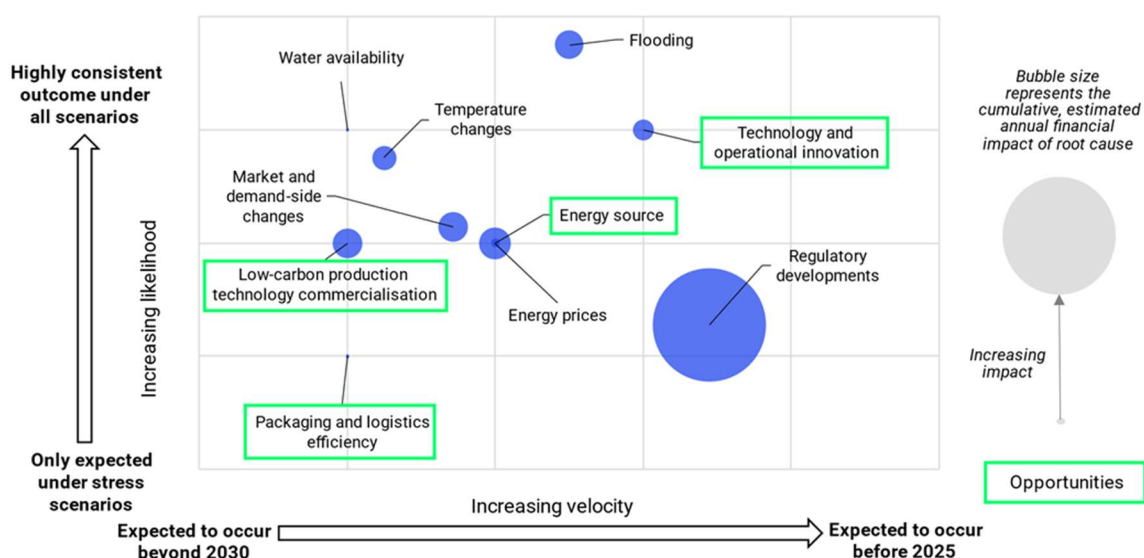 Highly consistent
outcome under
all scenarios
Only expected
under stress
scenarios
Increasing likelihood
Water availability
Flooding
Temperature
changes
Technology and
operational innovation
Market and
demand-side
changes
Energy source
Low-carbon production
technology commercialisation
Energy prices
Regulatory
developments
Packaging and logistics
efficiency
Increasing velocity
Expected to occur
beyond 2030
Expected to occur
before 2025
Bubble size
represents the
cumulative, estimated
annual financial
impact of root cause
Increasing
impact
Opportunities